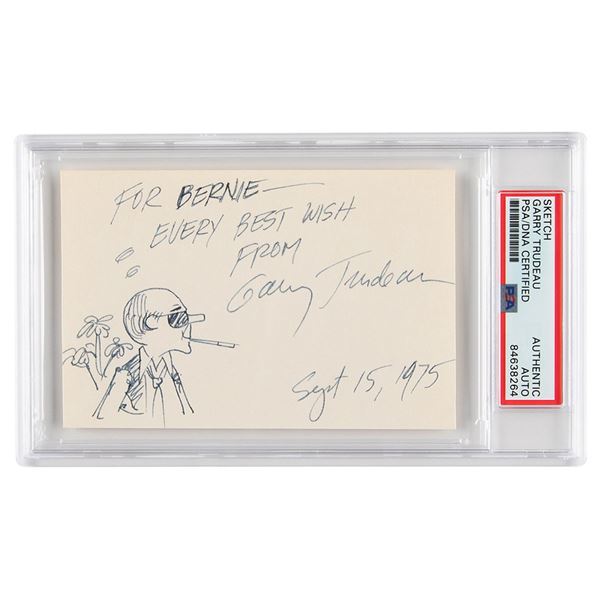 FOR BERNIE—
EVERY BEST WISH
FROM
Garry Trudeau
Sept 15, 1975
SKETCH
GARRY TRUDEAU
PSA/DNA CERTIFIED
PSA
AUTHENTIC
AUTO
84638264